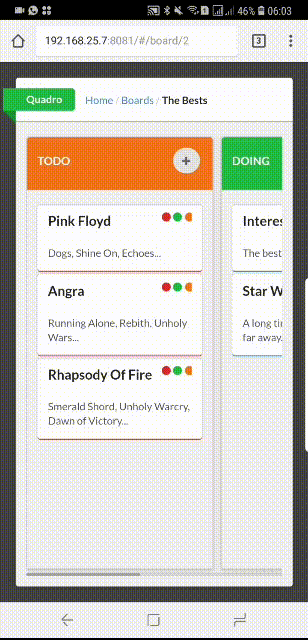 46% 06:03
192.168.25.7:8081/#/board/2
3
Quadro
Home / Boards / The Bests
TODO
+
DOING
Pink Floyd
Dogs, Shine On, Echoes...
Angra
Running Alone, Rebith, Unholy
Wars...
Rhapsody Of Fire
Smerald Shord, Unholy Warcry,
Dawn of Victory...
Interes
The best
Star W
A long ti
far away.